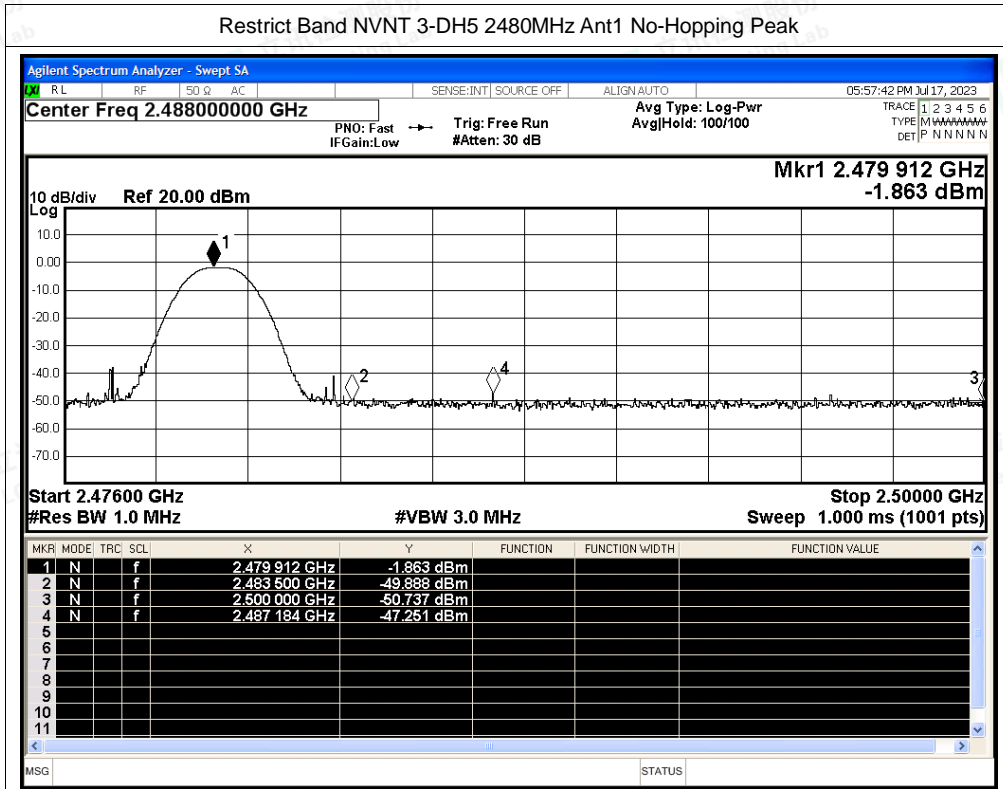 Restrict Band NVNT 3-DH5 2480MHz Ant1 No-Hopping Peak
Agilent Spectrum Analyzer - Swept SA
LXI RL RF 50 Ω AC SENSE:INT SOURCE OFF ALIGN AUTO 05:57:42 PM Jul 17, 2023
Center Freq 2.488000000 GHz
PNO: Fast
IFGain:Low
Trig: Free Run
#Atten: 30 dB
Avg Type: Log-Pwr
Avg|Hold: 100/100
TRACE 1 2 3 4 5 6
TYPE M WWWWW
DET P N N N N N
Mkr1 2.479 912 GHz
-1.863 dBm
10 dB/div Ref 20.00 dBm
Log
10.0
0.00
-10.0
-20.0
-30.0
-40.0
-50.0
-60.0
-70.0
1
2
4
3
Start 2.47600 GHz Stop 2.50000 GHz
#Res BW 1.0 MHz #VBW 3.0 MHz Sweep 1.000 ms (1001 pts)
MKR MODE TRC SCL X Y FUNCTION FUNCTION WIDTH FUNCTION VALUE
1 N f 2.479 912 GHz -1.863 dBm
2 N f 2.483 500 GHz -49.888 dBm
3 N f 2.500 000 GHz -50.737 dBm
4 N f 2.487 184 GHz -47.251 dBm
5
6
7
8
9
10
11
MSG STATUS